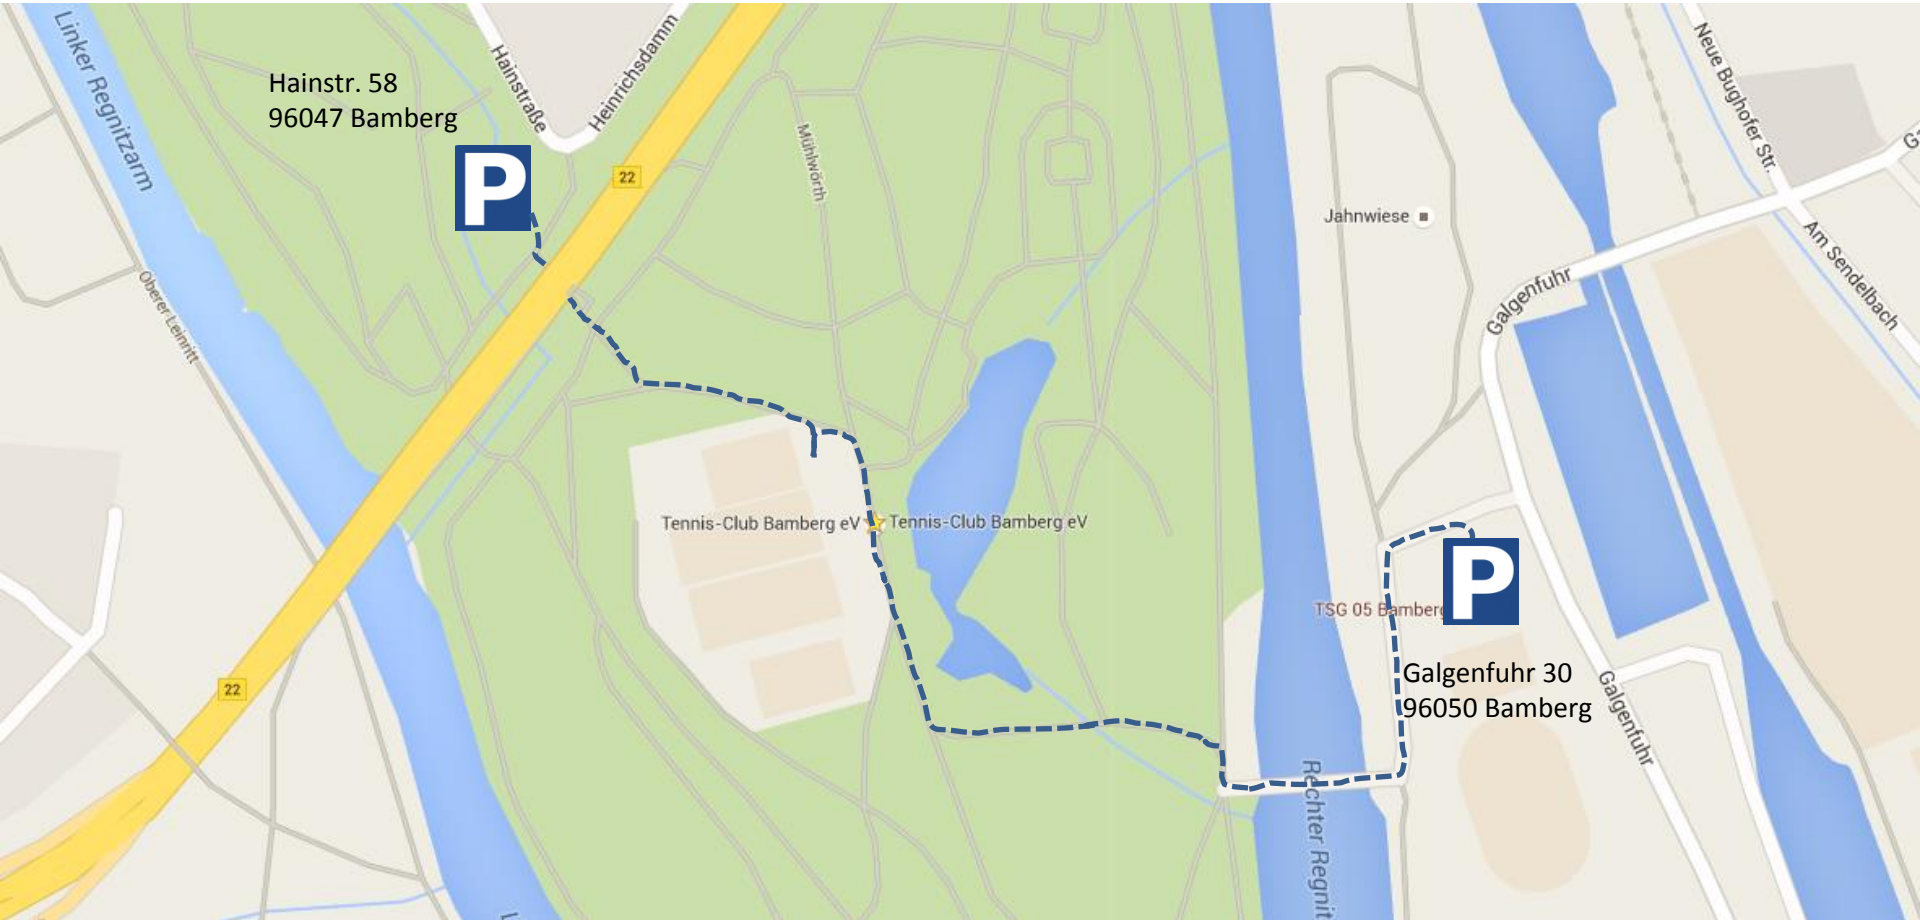 Linker Regnitzarm
Hainstraße
Heinrichsdamm
Hainstr. 58
96047 Bamberg
P
22
Mühlwörth
Neue Bughofer Str.
Jahnwiese
Am Sendelbach
Galgenfuhr
Oberer Leinritt
Tennis-Club Bamberg eV
Tennis-Club Bamberg eV
P
TSG 05 Bamberg
Galgenfuhr 30
96050 Bamberg
Galgenfuhr
22
Rechter Regnit
L
G